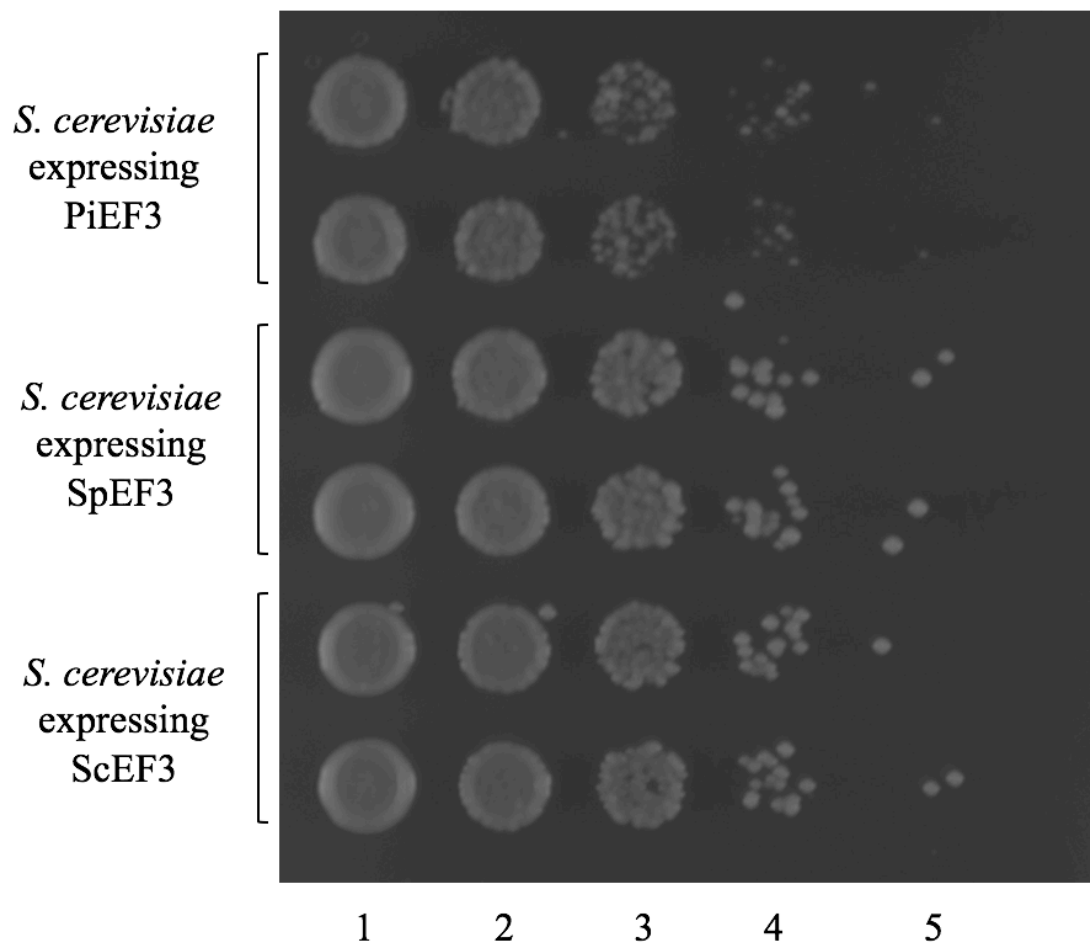 S. cerevisiae
expressing
PiEF3
S. cerevisiae
expressing
SpEF3
S. cerevisiae
expressing
ScEF3
1 2 3 4 5